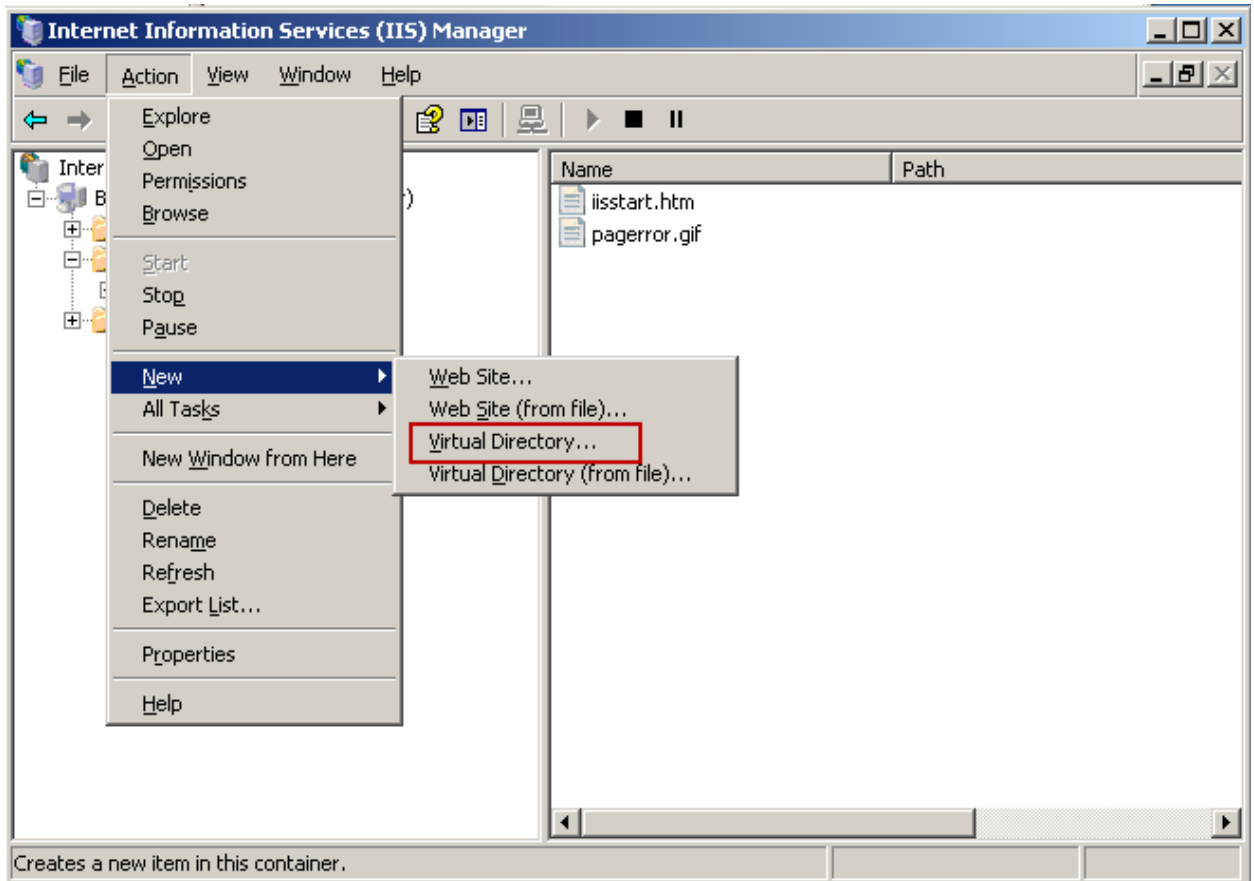 Internet Information Services (IIS) Manager
File Action View Window Help
Explore
Open
Permissions
Browse
Start
Stop
Pause
New
All Tasks
New Window from Here
Delete
Rename
Refresh
Export List...
Properties
Help
Web Site...
Web Site (from file)...
Virtual Directory...
Virtual Directory (from file)...
Inter
B
r)
Name Path
iisstart.htm
pagerror.gif
Creates a new item in this container.